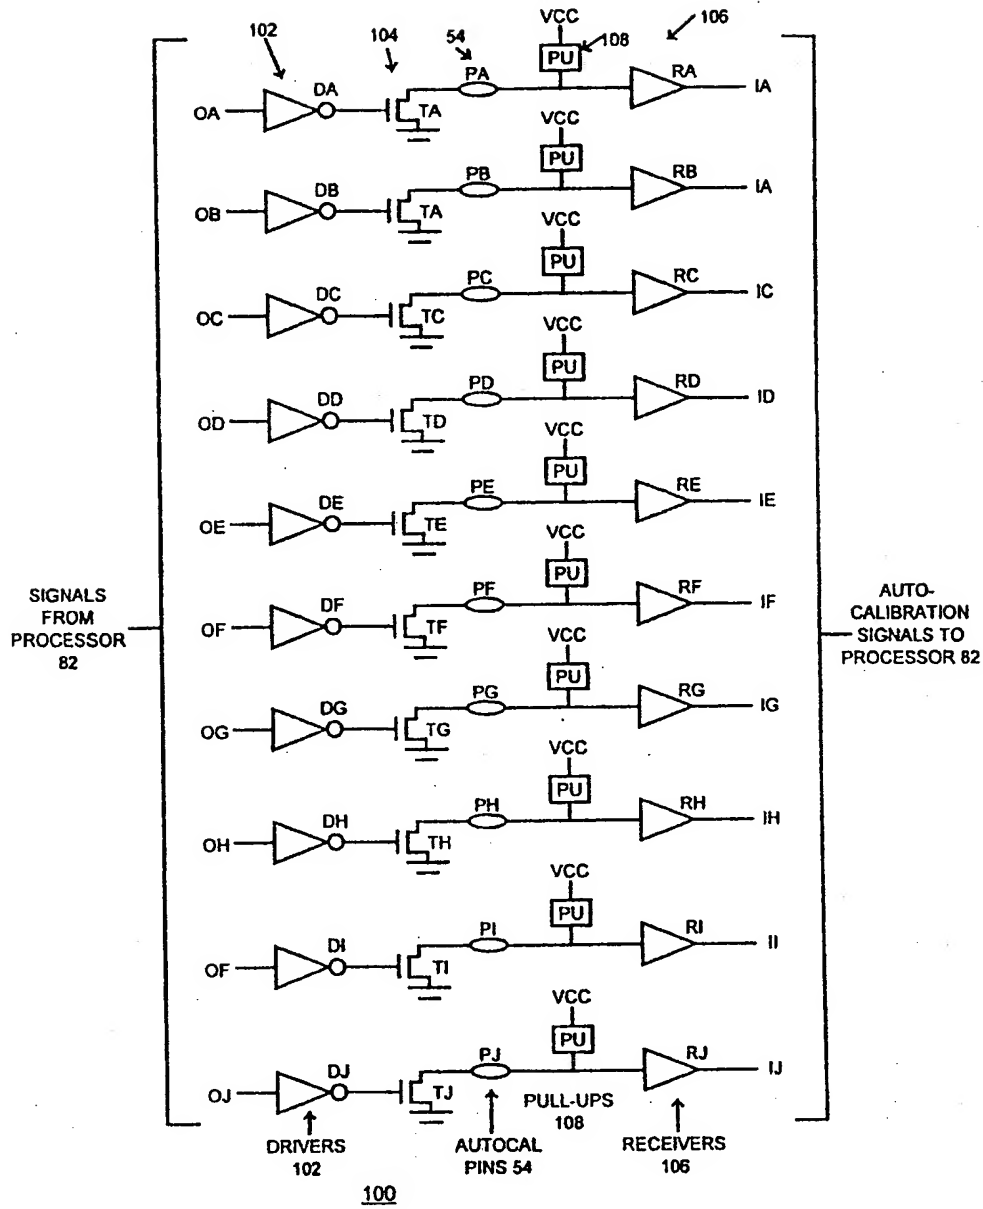 VCC
102
104
54
108
106
PU
DA
PA
RA
OA
TA
IA
VCC
PU
DB
PB
RB
OB
TA
IA
VCC
PU
DC
PC
RC
OC
TC
IC
VCC
PU
DD
PD
RD
OD
TD
ID
VCC
PU
DE
PE
RE
OE
TE
IE
VCC
PU
SIGNALS
FROM
PROCESSOR
82
DF
PF
RF
OF
TF
IF
AUTO-
CALIBRATION
SIGNALS TO
PROCESSOR 82
VCC
PU
DG
PG
RG
OG
TG
IG
VCC
PU
DH
PH
RH
OH
TH
IH
VCC
PU
DI
PI
RI
OF
TI
II
VCC
PU
DJ
PJ
RJ
OJ
TJ
IJ
DRIVERS
102
AUTOCAL
PINS 54
PULL-UPS
108
RECEIVERS
106
100